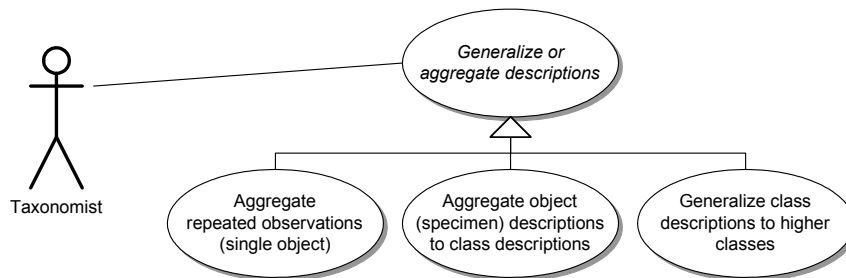 Generalize or
aggregate descriptions
Taxonomist
Aggregate
repeated observations
(single object)
Aggregate object
(specimen) descriptions
to class descriptions
Generalize class
descriptions to higher
classes